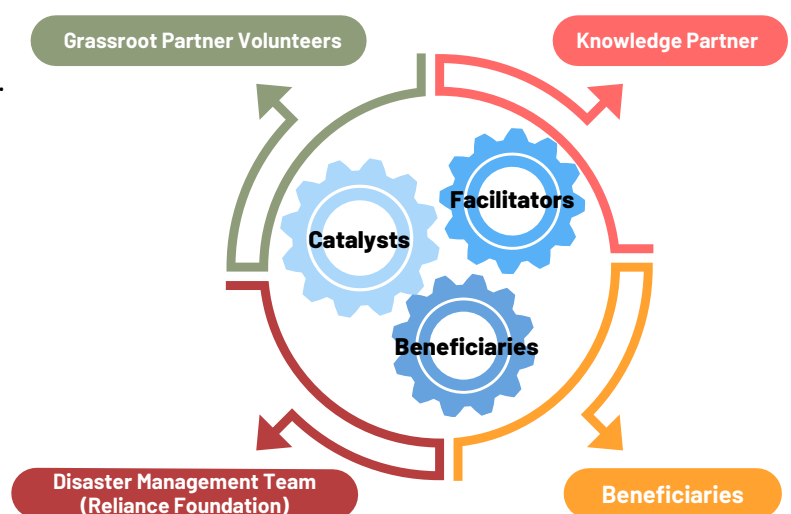 Grassroot Partner Volunteers
Knowledge Partner
Facilitators
Catalysts
Beneficiaries
Disaster Management Team
(Reliance Foundation)
Beneficiaries